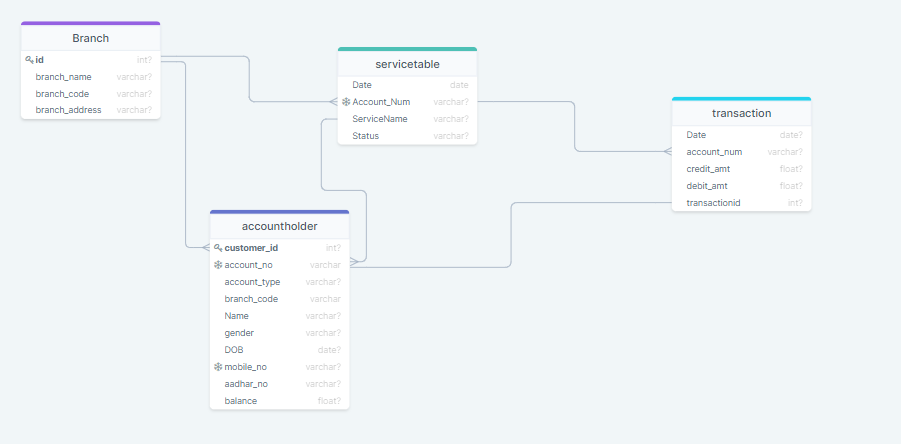 Branch
id int?
branch_name varchar?
branch_code varchar?
branch_address varchar?
servicetable
Date date
Account_Num varchar?
ServiceName varchar?
Status varchar?
transaction
Date date?
account_num varchar?
credit_amt float?
debit_amt float?
transactionid int?
accountholder
customer_id int?
account_no varchar
account_type varchar?
branch_code varchar
Name varchar?
gender varchar?
DOB date?
mobile_no varchar?
aadhar_no varchar?
balance float?